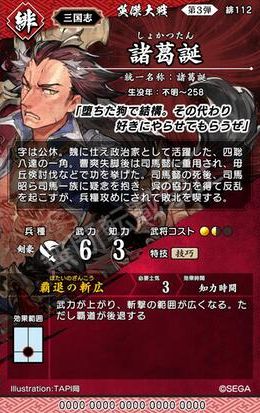 緋 三国志 英傑大戦 第3弾 緋112
しょかつたん
諸葛誕
統一名称：諸葛誕
生没年：不明～258
「堕ちた狗で結構。その代わり
好きにやらせてもらうぜ」
字は公休。魏に仕え政治家として活躍した、四聡
八達の一角。曹爽失脚後は司馬懿に重用され、毌
丘倹討伐などで功を挙げた。司馬懿の死後、司馬
昭ら司馬一族に疑念を抱き、呉の協力を得て反乱
を起こすが、兵糧攻めにされて敗北を喫する。
兵種 武力 知力 武将コスト
剣豪 6 3 特技 技巧
はたいのざんこう 必要士気 効果時間
覇退の斬広 3 知力時間
効果範囲
武力が上がり、斬撃の範囲が広くなる。た
だし覇道が後退する
Illustration:TAPI岡 ©SEGA
0000-0000-0000-0000-0000